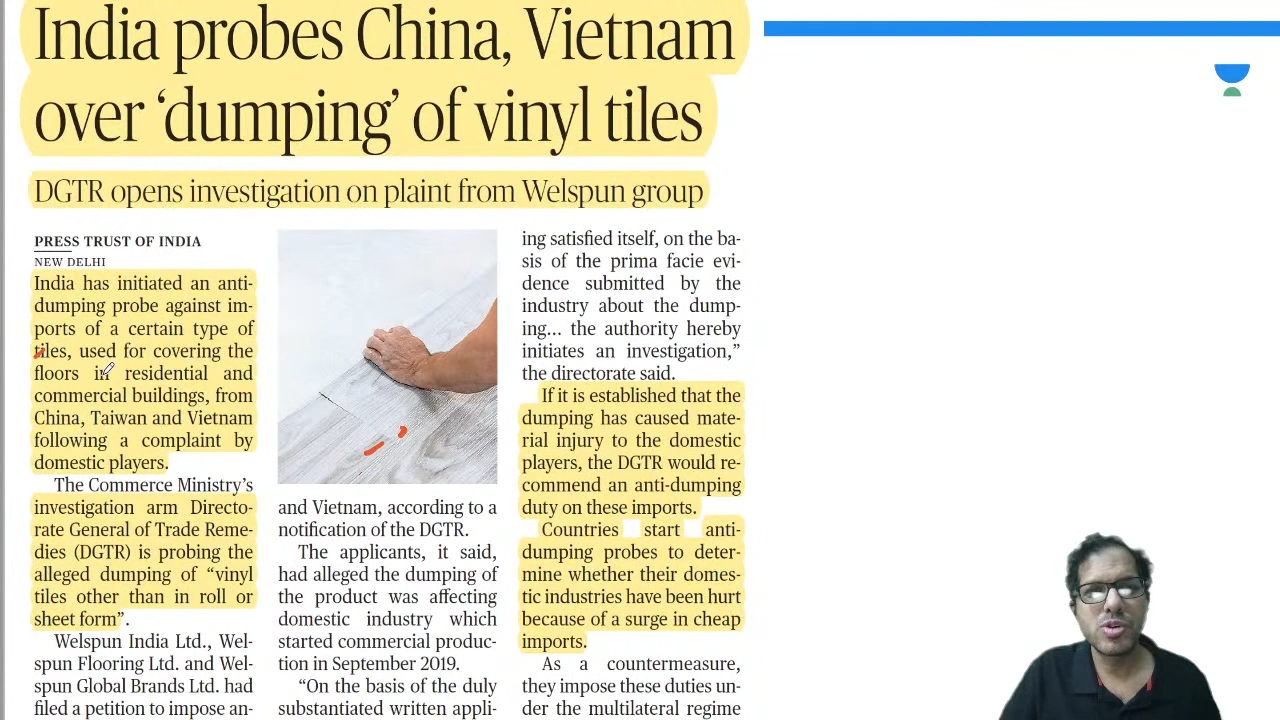 India probes China, Vietnam
over ‘dumping’ of vinyl tiles
DGTR opens investigation on plaint from Welspun group
PRESS TRUST OF INDIA
NEW DELHI
India has initiated an anti-
dumping probe against im-
ports of a certain type of
tiles, used for covering the
floors in residential and
commercial buildings, from
China, Taiwan and Vietnam
following a complaint by
domestic players.
The Commerce Ministry’s
investigation arm Directo-
rate General of Trade Reme-
dies (DGTR) is probing the
alleged dumping of “vinyl
tiles other than in roll or
sheet form”.
Welspun India Ltd., Wel-
spun Flooring Ltd. and Wel-
spun Global Brands Ltd. had
filed a petition to impose an-
and Vietnam, according to a
notification of the DGTR.
The applicants, it said,
had alleged the dumping of
the product was affecting
domestic industry which
started commercial produc-
tion in September 2019.
“On the basis of the duly
substantiated written appli-
ing satisfied itself, on the ba-
sis of the prima facie evi-
dence submitted by the
industry about the dump-
ing... the authority hereby
initiates an investigation,”
the directorate said.
If it is established that the
dumping has caused mate-
rial injury to the domestic
players, the DGTR would re-
commend an anti-dumping
duty on these imports.
Countries start anti-
dumping probes to deter-
mine whether their domes-
tic industries have been hurt
because of a surge in cheap
imports.
As a countermeasure,
they impose these duties un-
der the multilateral regime